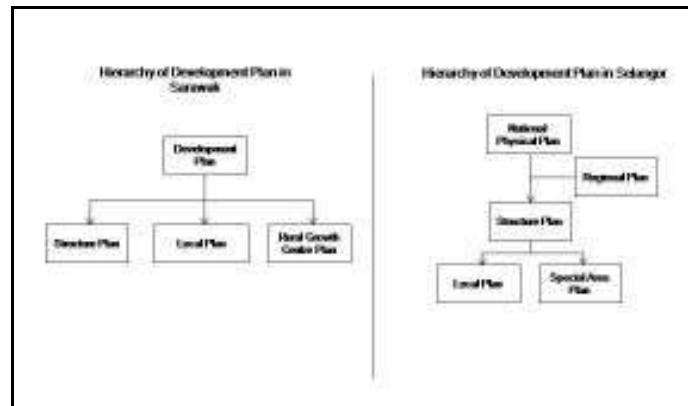 Hierarchy of Development Plan in
Sarawak
Development
Plan
Structure Plan
Local Plan
Rural Growth
Centre Plan
Hierarchy of Development Plan in Selangor
National
Physical Plan
Regional Plan
Structure Plan
Local Plan
Special Area
Plan